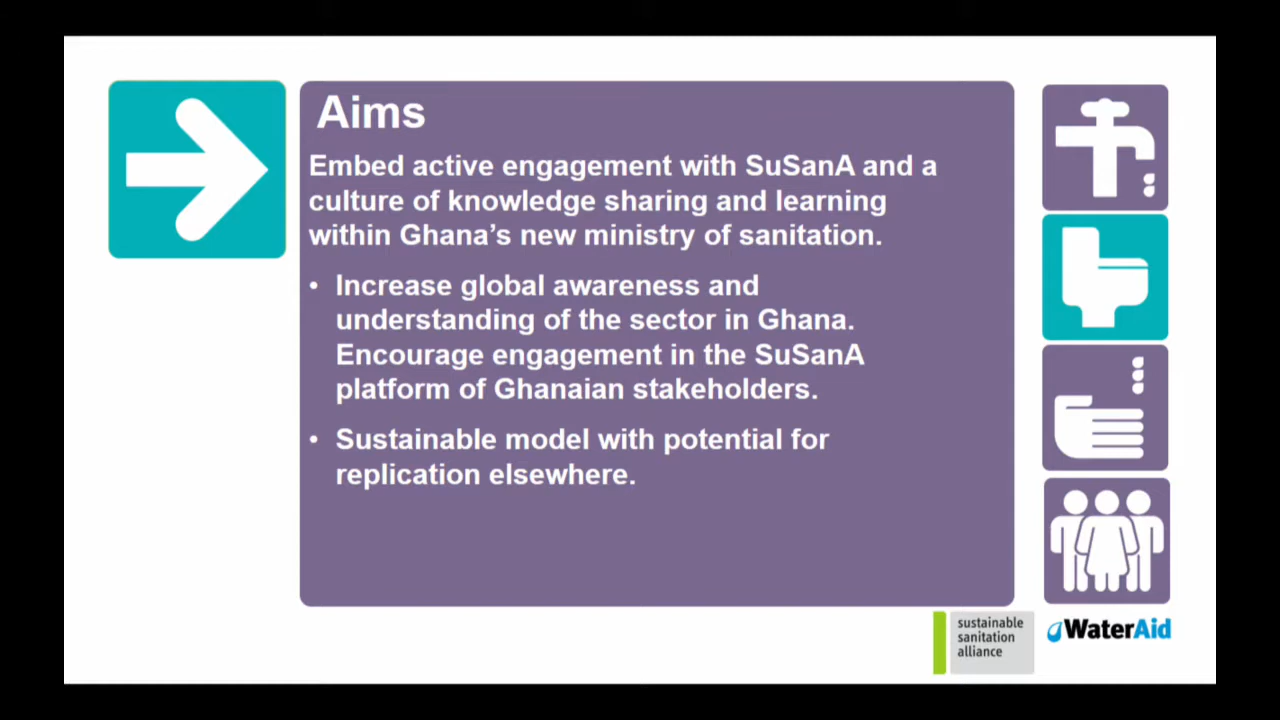 Aims
Embed active engagement with SuSanA and a
culture of knowledge sharing and learning
within Ghana’s new ministry of sanitation.
• Increase global awareness and
understanding of the sector in Ghana.
Encourage engagement in the SuSanA
platform of Ghanaian stakeholders.
• Sustainable model with potential for
replication elsewhere.
sustainable
sanitation
alliance
WaterAid